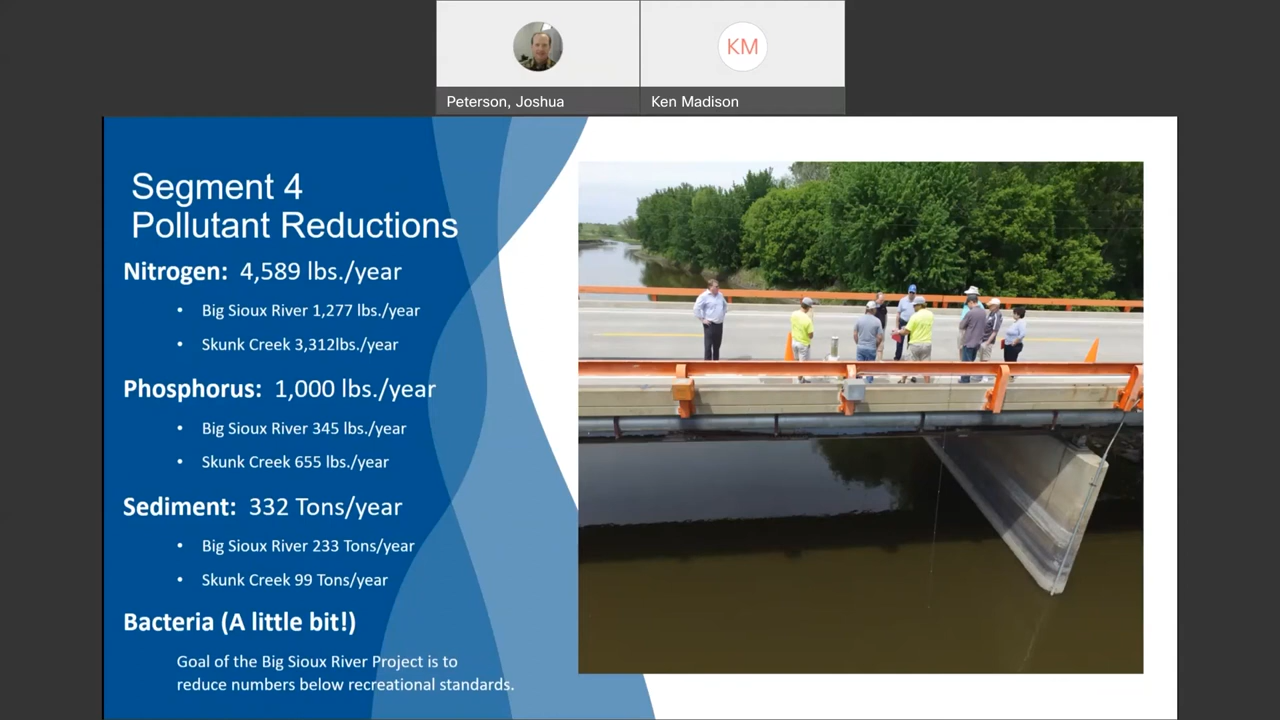 KM
Peterson, Joshua
Ken Madison
Segment 4
Pollutant Reductions
Nitrogen: 4,589 lbs./year
• Big Sioux River 1,277 lbs./year
• Skunk Creek 3,312lbs./year
Phosphorus: 1,000 lbs./year
• Big Sioux River 345 lbs./year
• Skunk Creek 655 lbs./year
Sediment: 332 Tons/year
• Big Sioux River 233 Tons/year
• Skunk Creek 99 Tons/year
Bacteria (A little bit!)
Goal of the Big Sioux River Project is to
reduce numbers below recreational standards.